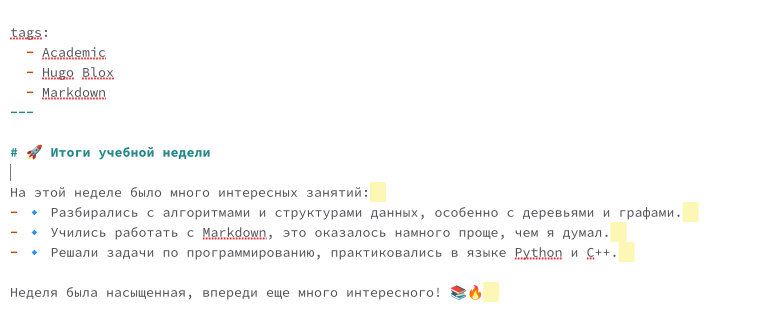 tags:
  - Academic
  - Hugo Blox
  - Markdown
---
# 🚀 Итоги учебной недели
На этой неделе было много интересных занятий:
- 🔹 Разбирались с алгоритмами и структурами данных, особенно с деревьями и графами.
- 🔹 Учились работать с Markdown, это оказалось намного проще, чем я думал.
- 🔹 Решали задачи по программированию, практиковались в языке Python и C++.
Неделя была насыщенная, впереди еще много интересного! 📚🔥